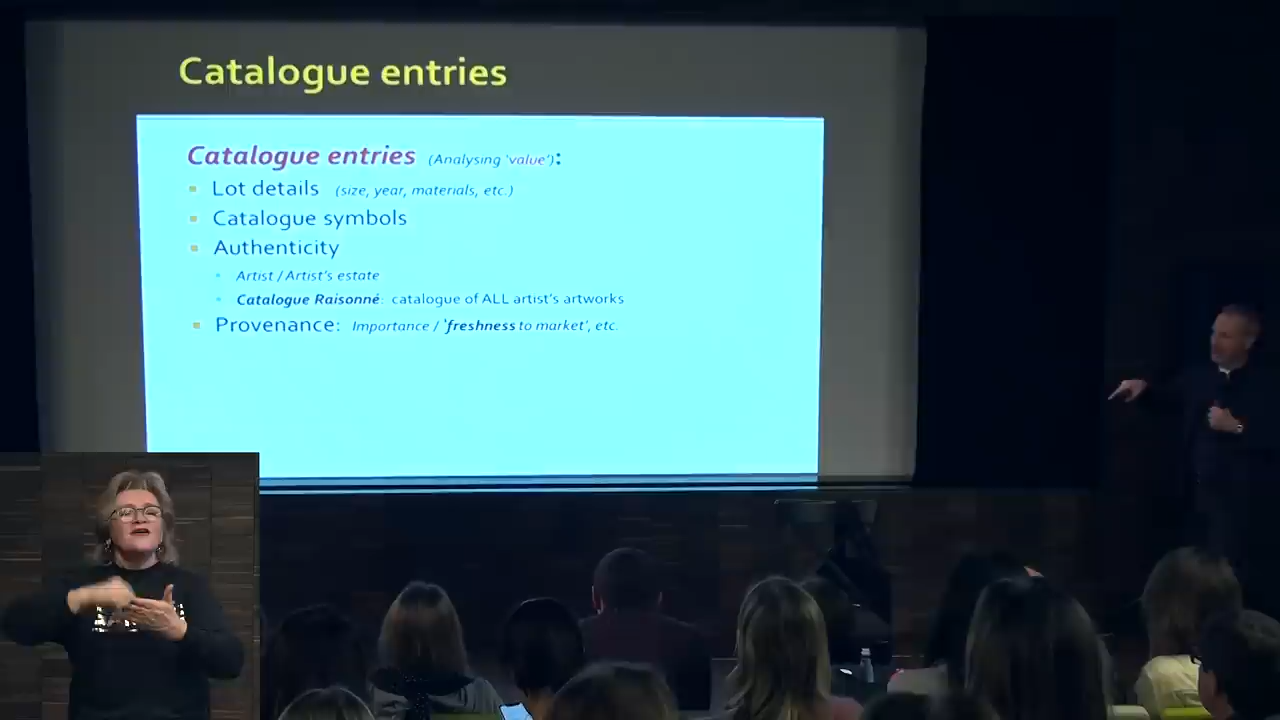 Catalogue entries
Catalogue entries (Analysing 'value'):
Lot details (size, year, materials, etc.)
Catalogue symbols
Authenticity
Artist / Artist's estate
Catalogue Raisonné: catalogue of ALL artist's artworks
Provenance: Importance / 'freshness to market', etc.